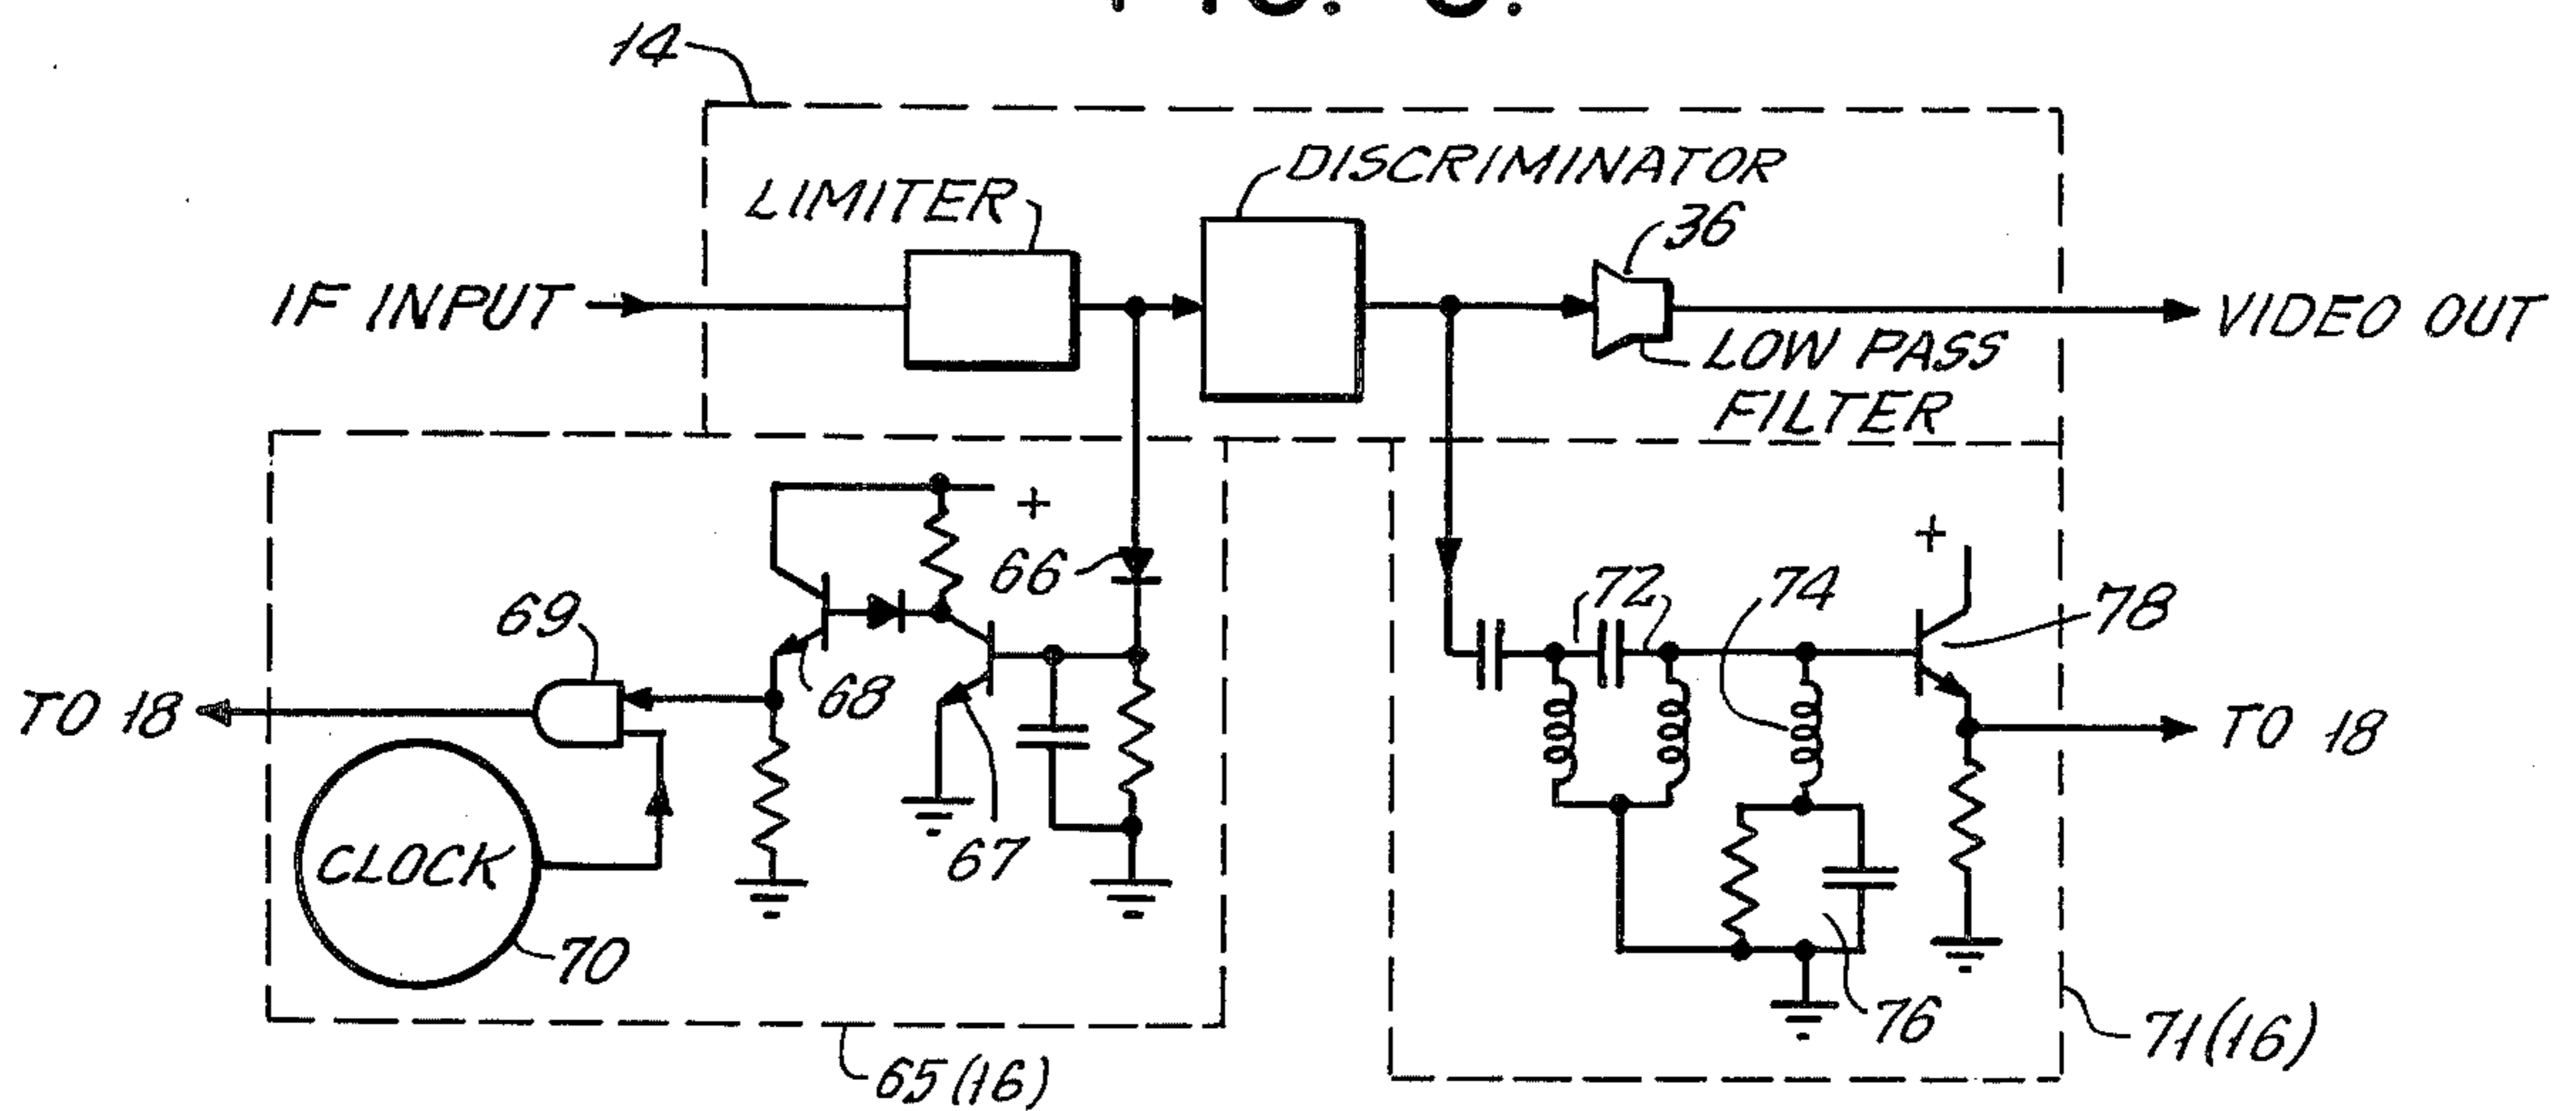 14
DISCRIMINATOR
LIMITER
36
IF INPUT
VIDEO OUT
LOW PASS
FILTER
+
+
66
72
74
78
69
68
TO 18
TO 18
67
CLOCK
70
76
71(16)
65(16)